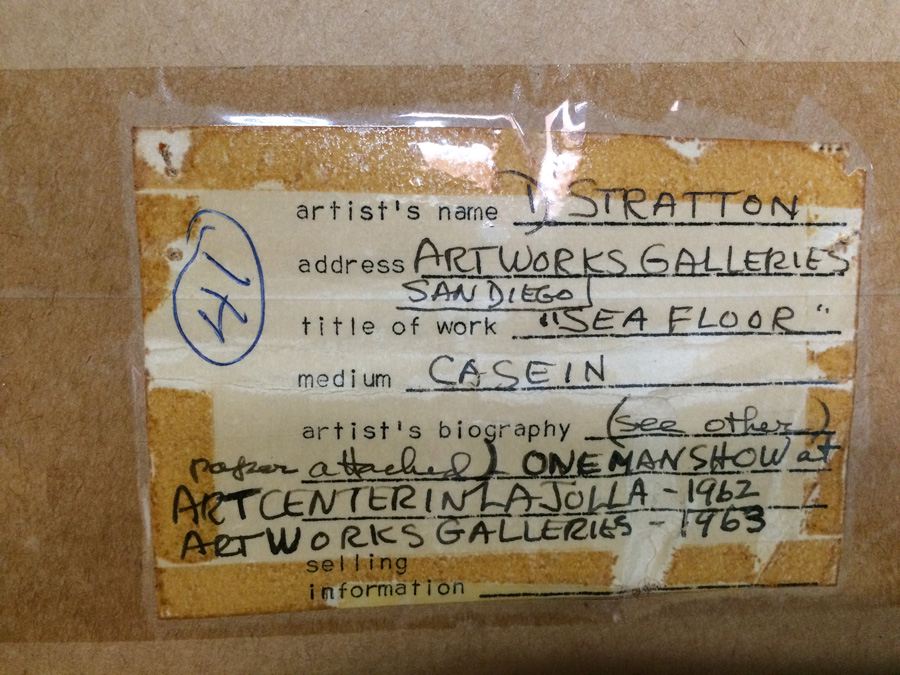 artist's name D STRATTON
address ARTWORKS GALLERIES
SAN DIEGO
title of work "SEA FLOOR"
medium CASEIN
artist's biography (see other
paper attached) ONE MAN SHOW at
ART CENTER IN LA JOLLA - 1962
ARTWORKS GALLERIES - 1963
selling
information